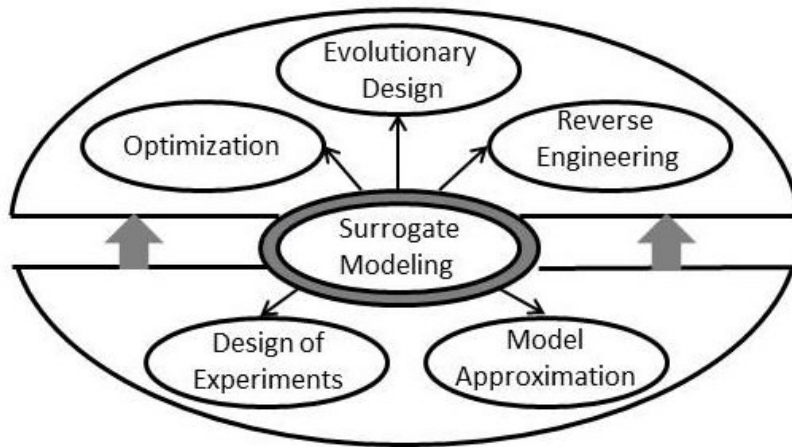 Evolutionary
Design
Optimization
Reverse
Engineering
Surrogate
Modeling
Design of
Experiments
Model
Approximation